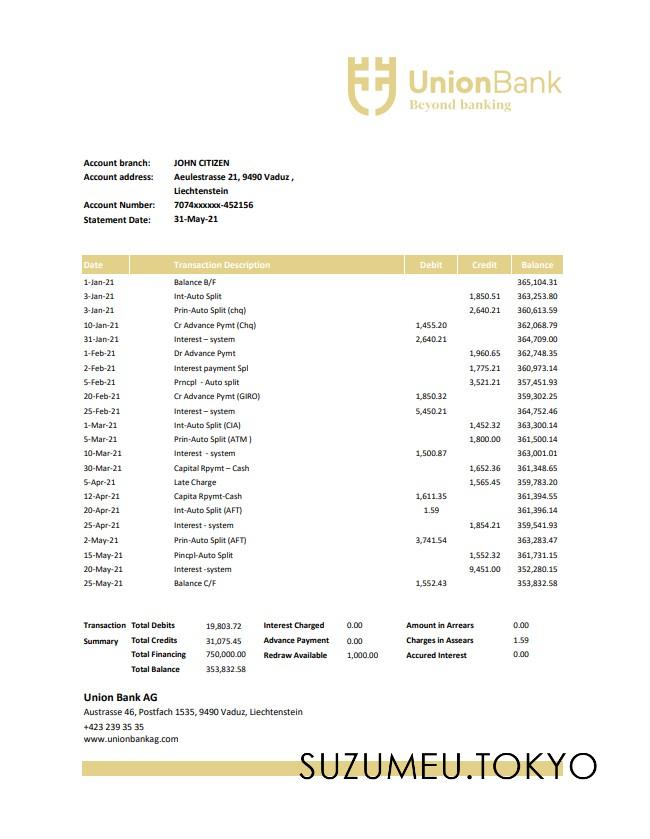 UnionBank
Beyond banking
Account branch: JOHN CITIZEN
Account address: Aeulestrasse 21, 9490 Vaduz ,
Liechtenstein
Account Number: 7074xxxxxx-452156
Statement Date: 31-May-21
Date Transaction Description Debit Credit Balance
1-Jan-21 Balance B/F 365,104.31
3-Jan-21 Int-Auto Split 1,850.51 363,253.80
3-Jan-21 Prin-Auto Split (chq) 2,640.21 360,613.59
10-Jan-21 Cr Advance Pymt (Chq) 1,455.20 362,068.79
31-Jan-21 Interest – system 2,640.21 364,709.00
1-Feb-21 Dr Advance Pymt 1,960.65 362,748.35
2-Feb-21 Interest payment Spl 1,775.21 360,973.14
5-Feb-21 Prncpl - Auto split 3,521.21 357,451.93
20-Feb-21 Cr Advance Pymt (GIRO) 1,850.32 359,302.25
25-Feb-21 Interest – system 5,450.21 364,752.46
1-Mar-21 Int-Auto Split (CIA) 1,452.32 363,300.14
5-Mar-21 Prin-Auto Split (ATM ) 1,800.00 361,500.14
10-Mar-21 Interest - system 1,500.87 363,001.01
30-Mar-21 Capital Rpymt – Cash 1,652.36 361,348.65
5-Apr-21 Late Charge 1,565.45 359,783.20
12-Apr-21 Capita Rpymt-Cash 1,611.35 361,394.55
20-Apr-21 Int-Auto Split (AFT) 1.59 361,396.14
25-Apr-21 Interest - system 1,854.21 359,541.93
2-May-21 Prin-Auto Split (AFT) 3,741.54 363,283.47
15-May-21 Pincpl-Auto Split 1,552.32 361,731.15
20-May-21 Interest -system 9,451.00 352,280.15
25-May-21 Balance C/F 1,552.43 353,832.58
Transaction Total Debits 19,803.72 Interest Charged 0.00 Amount in Arrears 0.00
Summary Total Credits 31,075.45 Advance Payment 0.00 Charges in Assears 1.59
Total Financing 750,000.00 Redraw Available 1,000.00 Accured Interest 0.00
Total Balance 353,832.58
Union Bank AG
Austrasse 46, Postfach 1535, 9490 Vaduz, Liechtenstein
+423 239 35 35
www.unionbankag.com
SUZUMEU.TOKYO